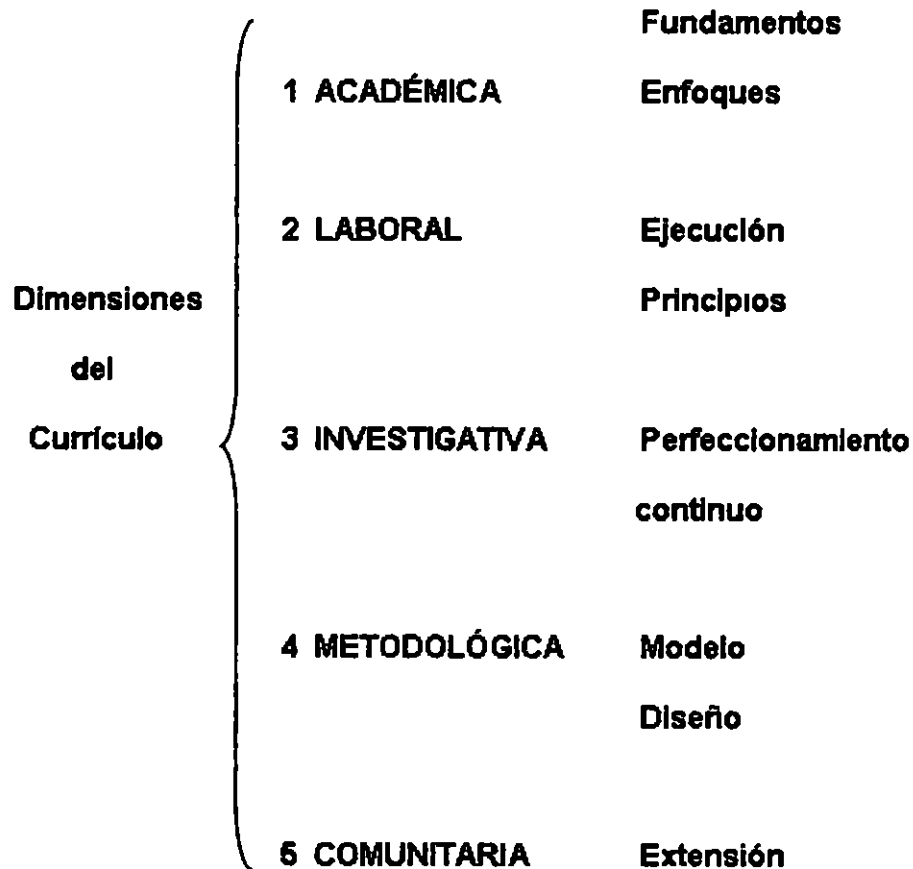 Fundamentos
1 ACADÉMICA Enfoques
2 LABORAL Ejecución
Dimensiones Principios
del
Currículo 3 INVESTIGATIVA Perfeccionamiento
continuo
4 METODOLÓGICA Modelo
Diseño
5 COMUNITARIA Extensión